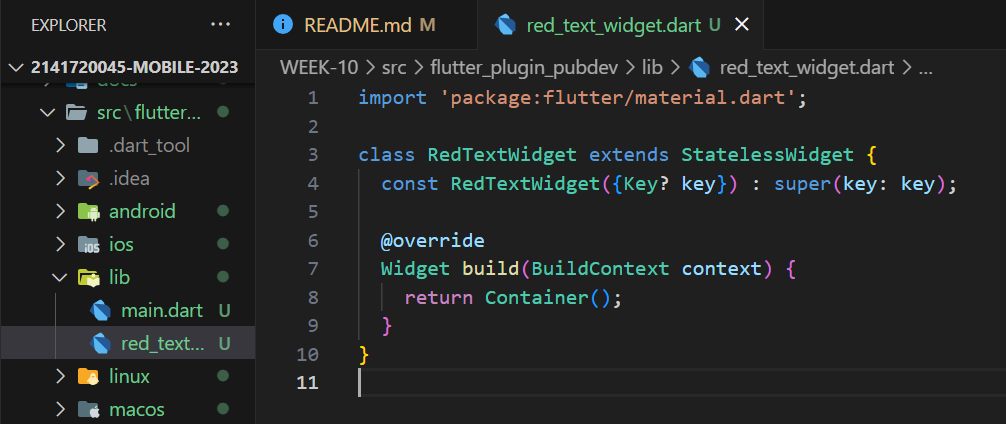 EXPLORER ...
2141720045-MOBILE-2023
docs
src\flutter...
.dart_tool
.idea
android
ios
lib
main.dart U
red_text... U
linux
macos
README.md M
red_text_widget.dart U
WEEK-10 > src > flutter_plugin_pubdev > lib > red_text_widget.dart > ...
1 import 'package:flutter/material.dart';
2
3 class RedTextWidget extends StatelessWidget {
4 const RedTextWidget({Key? key}) : super(key: key);
5
6 @override
7 Widget build(BuildContext context) {
8 return Container();
9 }
10 }
11